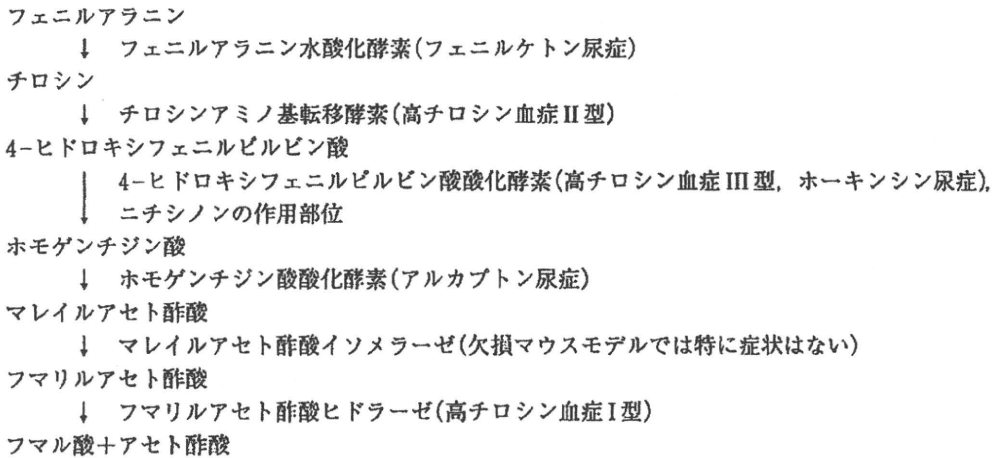 フェニルアラニン
↓ フェニルアラニン水酸化酵素(フェニルケトン尿症)
チロシン
↓ チロシンアミノ基転移酵素(高チロシン血症II型)
4-ヒドロキシフェニルピルビン酸
↓ 4-ヒドロキシフェニルピルビン酸酸化酵素(高チロシン血症III型，ホーキンシン尿症)，
ニチシノンの作用部位
ホモゲンチジン酸
↓ ホモゲンチジン酸酸化酵素(アルカプトン尿症)
マレイルアセト酢酸
↓ マレイルアセト酢酸イソメラーゼ(欠損マウスモデルでは特に症状はない)
フマリルアセト酢酸
↓ フマリルアセト酢酸ヒドラーゼ(高チロシン血症I型)
フマル酸＋アセト酢酸